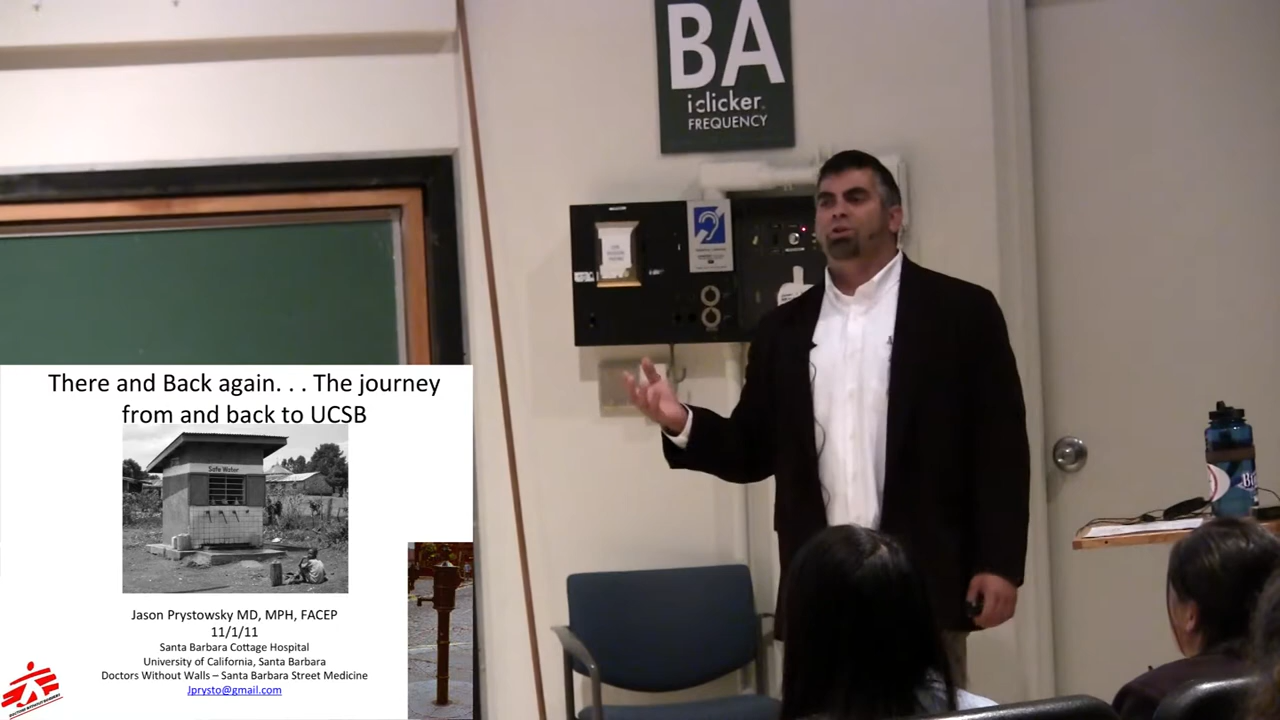 BA
iclicker.
FREQUENCY
There and Back again. . . The journey
from and back to UCSB
Safe Water
Jason Prystowsky MD, MPH, FACEP
11/1/11
Santa Barbara Cottage Hospital
University of California, Santa Barbara
Doctors Without Walls – Santa Barbara Street Medicine
Jprysto@gmail.com